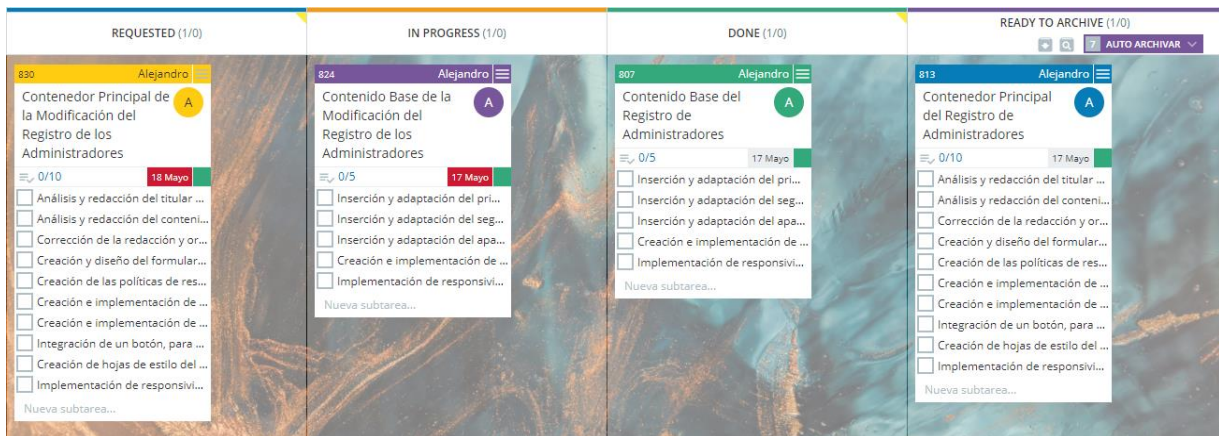 REQUESTED (1/0)
IN PROGRESS (1/0)
DONE (1/0)
READY TO ARCHIVE (1/0)
7 AUTO ARCHIVAR
830 Alejandro
Contenedor Principal de
la Modificación del
Registro de los
Administradores
A
0/10 18 Mayo
Análisis y redacción del titular ...
Análisis y redacción del conteni...
Corrección de la redacción y or...
Creación y diseño del formular...
Creación de las políticas de res...
Creación e implementación de ...
Creación e implementación de ...
Integración de un botón, para ...
Creación de hojas de estilo del ...
Implementación de responsivi...
Nueva subtarea...
824 Alejandro
Contenido Base de la
Modificación del
Registro de los
Administradores
A
0/5 17 Mayo
Inserción y adaptación del pri...
Inserción y adaptación del seg...
Inserción y adaptación del apa...
Creación e implementación de ...
Implementación de responsivi...
Nueva subtarea...
807 Alejandro
Contenido Base del
Registro de
Administradores
A
0/5 17 Mayo
Inserción y adaptación del pri...
Inserción y adaptación del seg...
Inserción y adaptación del apa...
Creación e implementación de ...
Implementación de responsivi...
Nueva subtarea...
813 Alejandro
Contenedor Principal
del Registro de
Administradores
A
0/10 17 Mayo
Análisis y redacción del titular ...
Análisis y redacción del conteni...
Corrección de la redacción y or...
Creación y diseño del formular...
Creación de las políticas de res...
Creación e implementación de ...
Creación e implementación de ...
Integración de un botón, para ...
Creación de hojas de estilo del ...
Implementación de responsivi...
Nueva subtarea...